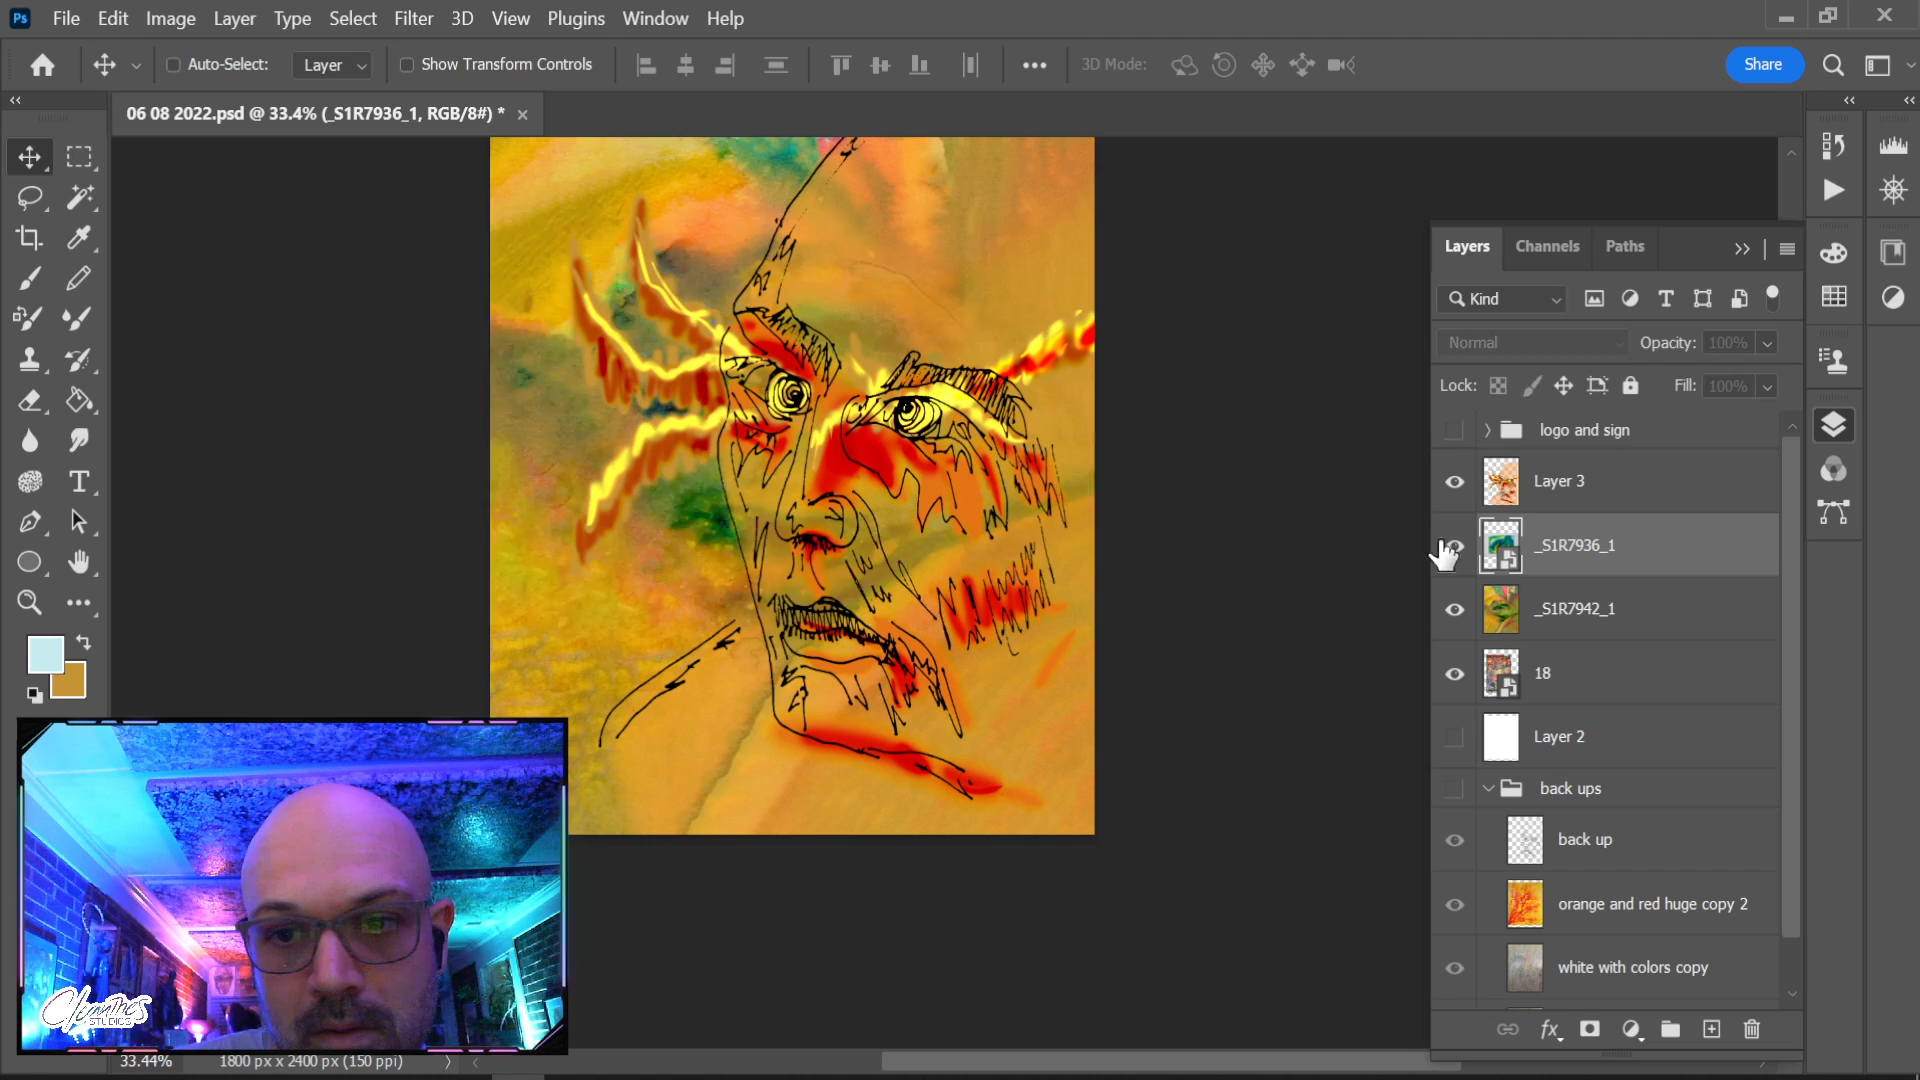 Ps File Edit Image Layer Type Select Filter 3D View Plugins Window Help
Auto-Select: Layer Show Transform Controls 3D Mode: Share
06 08 2022.psd @ 33.4% (_S1R7936_1, RGB/8#) *
Layers Channels Paths
Kind
Normal Opacity: 100%
Lock: Fill: 100%
logo and sign
Layer 3
_S1R7936_1
_S1R7942_1
18
Layer 2
back ups
back up
orange and red huge copy 2
white with colors copy
STUDIOS
33.44% 1800 px x 2400 px (150 ppi)